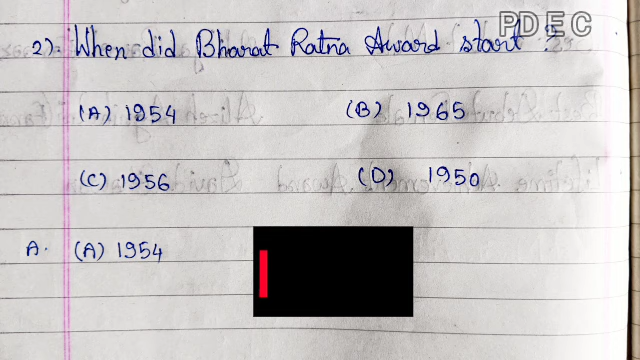 PDEC
2). When did Bharat Ratna Award start ?
(A) 1954 (B) 1965
(C) 1956 (D) 1950
A. (A) 1954